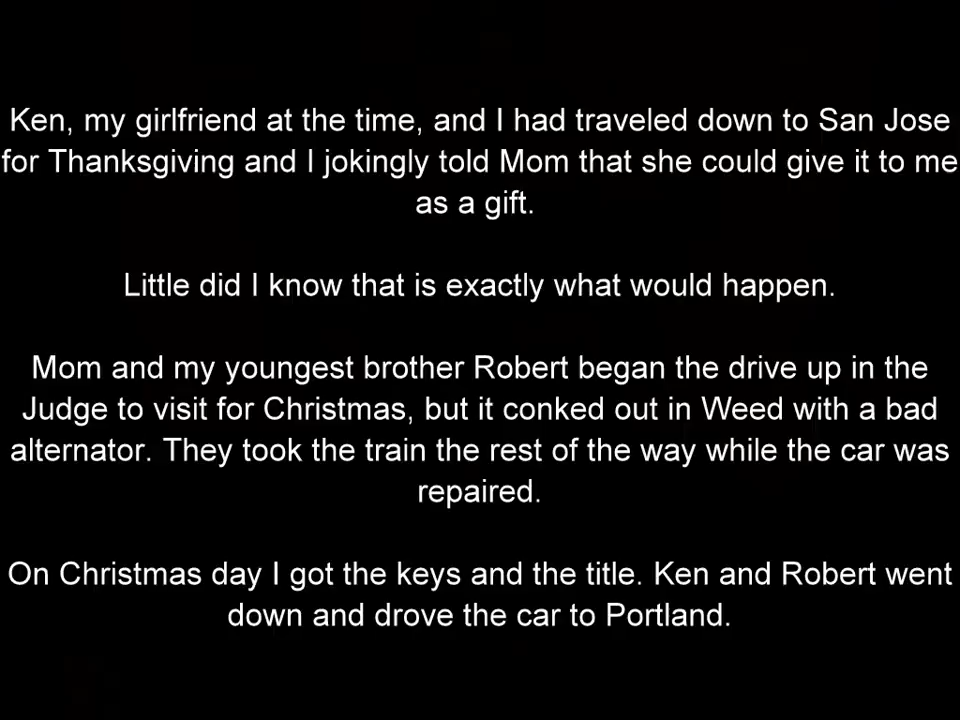 Ken, my girlfriend at the time, and I had traveled down to San Jose
for Thanksgiving and I jokingly told Mom that she could give it to me
as a gift.
Little did I know that is exactly what would happen.
Mom and my youngest brother Robert began the drive up in the
Judge to visit for Christmas, but it conked out in Weed with a bad
alternator. They took the train the rest of the way while the car was
repaired.
On Christmas day I got the keys and the title. Ken and Robert went
down and drove the car to Portland.